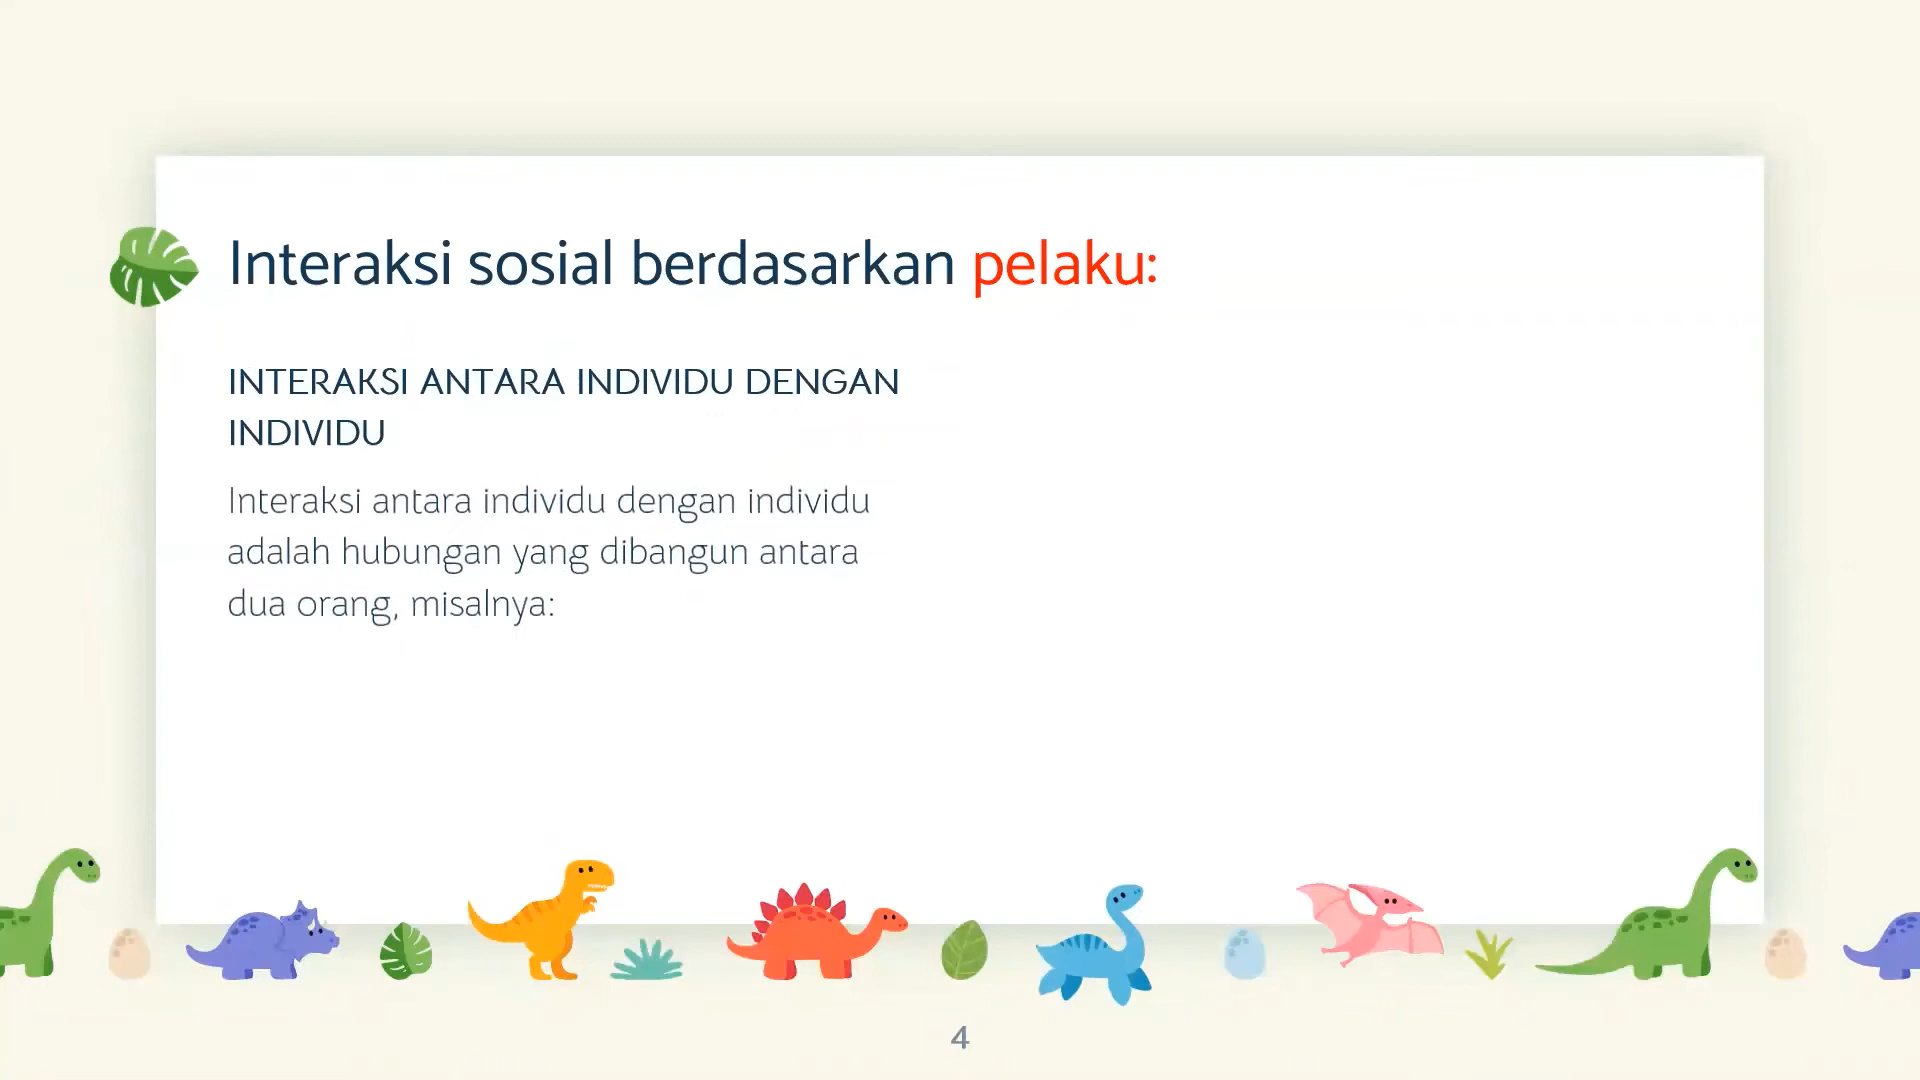 Interaksi sosial berdasarkan pelaku:
INTERAKSI ANTARA INDIVIDU DENGAN
INDIVIDU
Interaksi antara individu dengan individu
adalah hubungan yang dibangun antara
dua orang, misalnya:
4